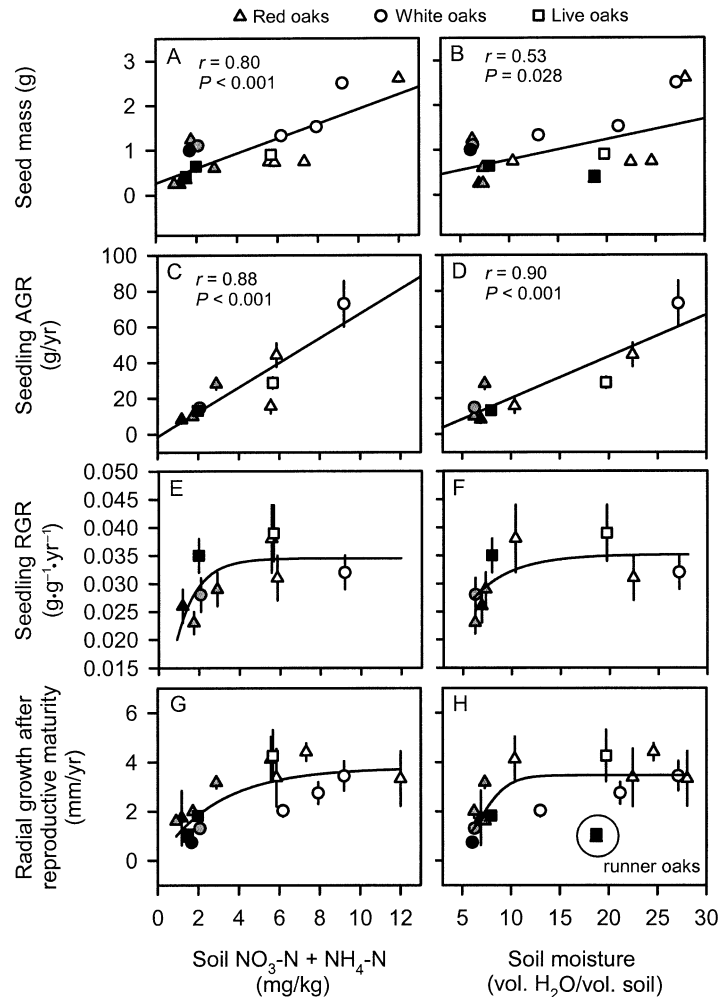 Red oaks White oaks Live oaks
Seed mass (g)
3
2
1
0
A
r = 0.80
P < 0.001
B
r = 0.53
P = 0.028
Seedling AGR
(g/yr)
100
80
60
40
20
0
C
r = 0.88
P < 0.001
D
r = 0.90
P < 0.001
Seedling RGR
(g•g⁻¹•yr⁻¹)
0.050
0.045
0.040
0.035
0.030
0.025
0.020
0.015
E
F
Radial growth after
reproductive maturity
(mm/yr)
6
4
2
0
G
H
runner oaks
0 2 4 6 8 10 12
5 10 15 20 25 30
Soil NO₃-N + NH₄-N
(mg/kg)
Soil moisture
(vol. H₂O/vol. soil)